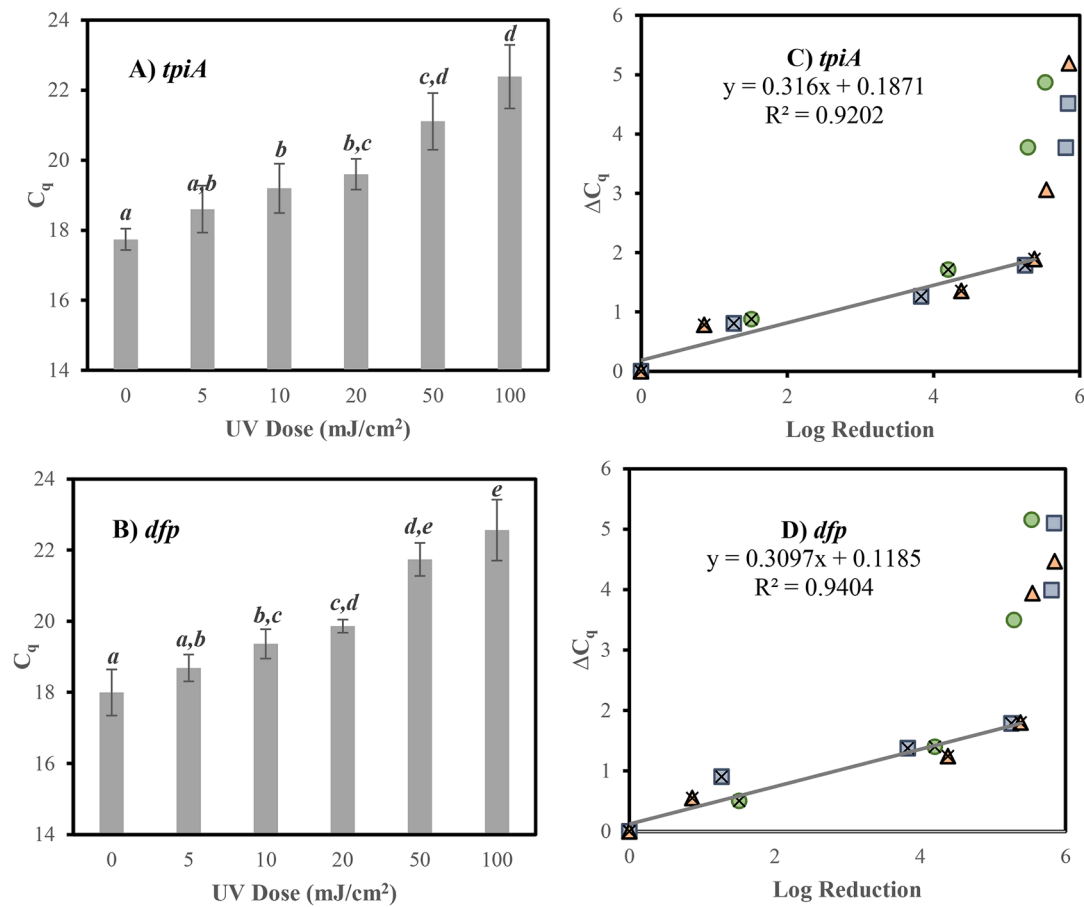 A) tpiA
24
22
20
18
16
14
C_q
a
a,b
b
b,c
c,d
d
0 5 10 20 50 100
UV Dose (mJ/cm²)
C) tpiA
y = 0.316x + 0.1871
R² = 0.9202
6
5
4
3
2
1
0
ΔC_q
0 2 4 6
Log Reduction
B) dfp
24
22
20
18
16
14
C_q
a
a,b
b,c
c,d
d,e
e
0 5 10 20 50 100
UV Dose (mJ/cm²)
D) dfp
y = 0.3097x + 0.1185
R² = 0.9404
6
5
4
3
2
1
0
ΔC_q
0 2 4 6
Log Reduction